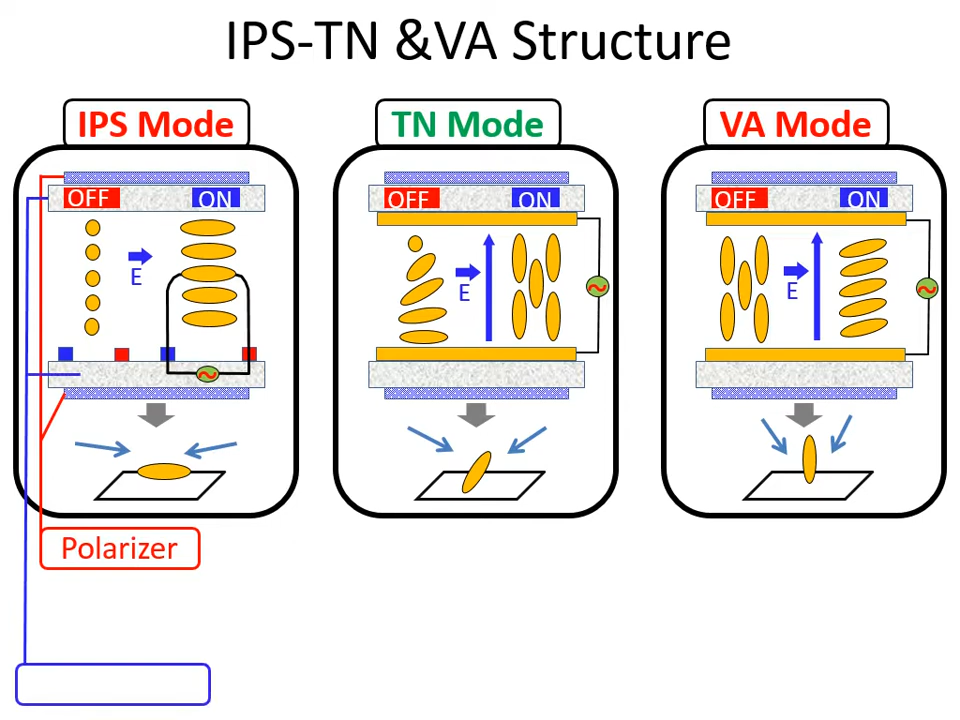 IPS-TN &VA Structure
IPS Mode
TN Mode
VA Mode
OFF
ON
OFF
ON
OFF
ON
E
E
E
Polarizer